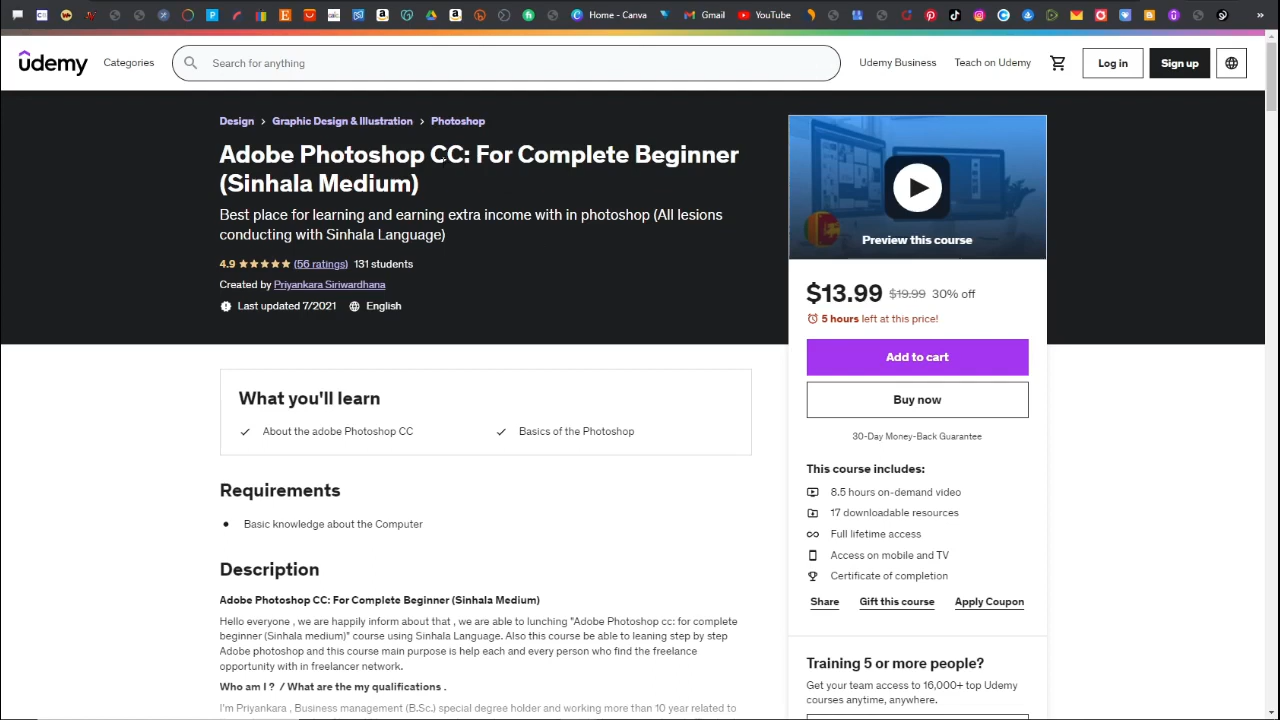 Home - Canva
Gmail
YouTube
»
ûdemy
Categories
Search for anything
Udemy Business
Teach on Udemy
Log in
Sign up
Design > Graphic Design & Illustration > Photoshop
Adobe Photoshop CC: For Complete Beginner
(Sinhala Medium)
Best place for learning and earning extra income with in photoshop (All lesions
conducting with Sinhala Language)
4.9 ★★★★★ (56 ratings) 131 students
Created by Priyankara Siriwardhana
Last updated 7/2021 English
Preview this course
$13.99 $19.99 30% off
5 hours left at this price!
Add to cart
Buy now
30-Day Money-Back Guarantee
This course includes:
8.5 hours on-demand video
17 downloadable resources
Full lifetime access
Access on mobile and TV
Certificate of completion
Share Gift this course Apply Coupon
Training 5 or more people?
Get your team access to 16,000+ top Udemy
courses anytime, anywhere.
What you'll learn
✓ About the adobe Photoshop CC
✓ Basics of the Photoshop
Requirements
• Basic knowledge about the Computer
Description
Adobe Photoshop CC: For Complete Beginner (Sinhala Medium)
Hello everyone , we are happily inform about that , we are able to lunching "Adobe Photoshop cc: for complete
beginner (Sinhala medium)" course using Sinhala Language. Also this course be able to leaning step by step
Adobe photoshop and this course main purpose is help each and every person who find the freelance
opportunity with in freelancer network.
Who am I ? / What are the my qualifications .
I'm Priyankara , Business management (B.Sc.) special degree holder and working more than 10 year related to